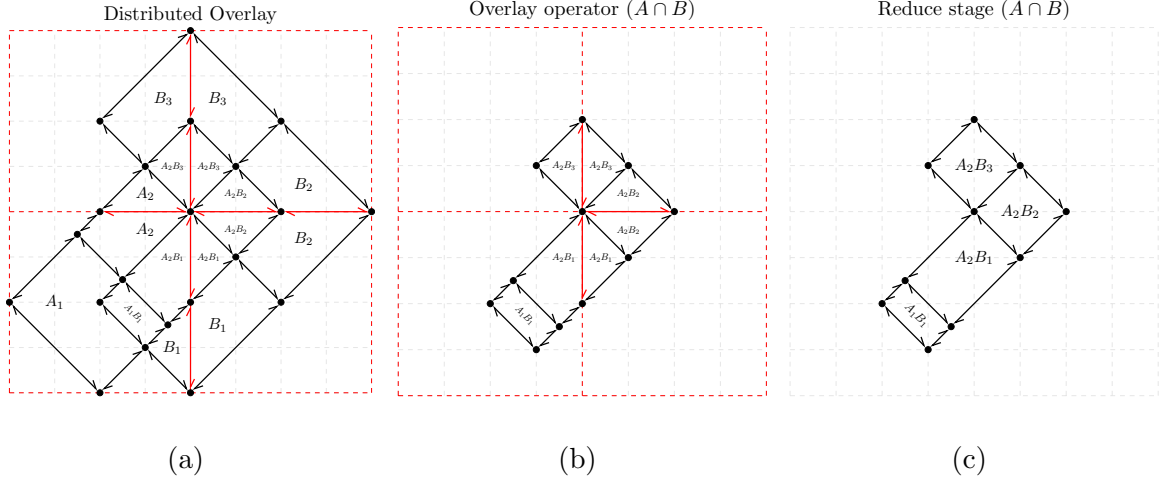 Distributed Overlay
Overlay operator (A ∩ B)
Reduce stage (A ∩ B)
B₃ B₃
A₂B₃ A₂B₃
A₂ A₂B₂ B₂
A₂ A₂B₂ B₂
A₂B₁ A₂B₁
A₁ A₁B₁
B₁ B₁
A₂B₃ A₂B₃
A₂B₂
A₂B₂
A₂B₁ A₂B₁
A₁B₁
A₂B₃
A₂B₂
A₂B₁
A₁B₁
(a)
(b)
(c)